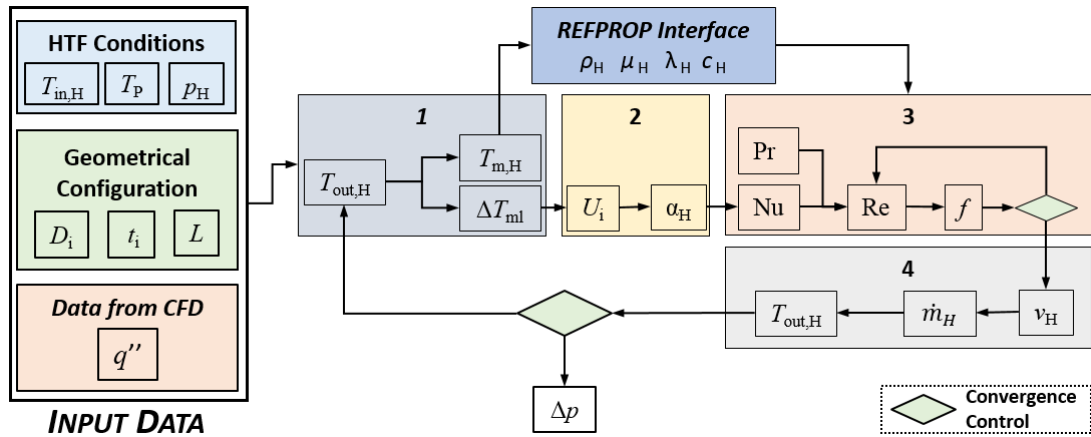 HTF Conditions
T_in,H T_P p_H
Geometrical
Configuration
D_i t_i L
Data from CFD
q''
INPUT DATA
REFPROP Interface
ρ_H μ_H λ_H c_H
1
T_out,H
T_m,H
ΔT_ml
2
U_i α_H
3
Pr
Nu Re f
4
T_out,H ṁ_H v_H
Δp
Convergence
Control